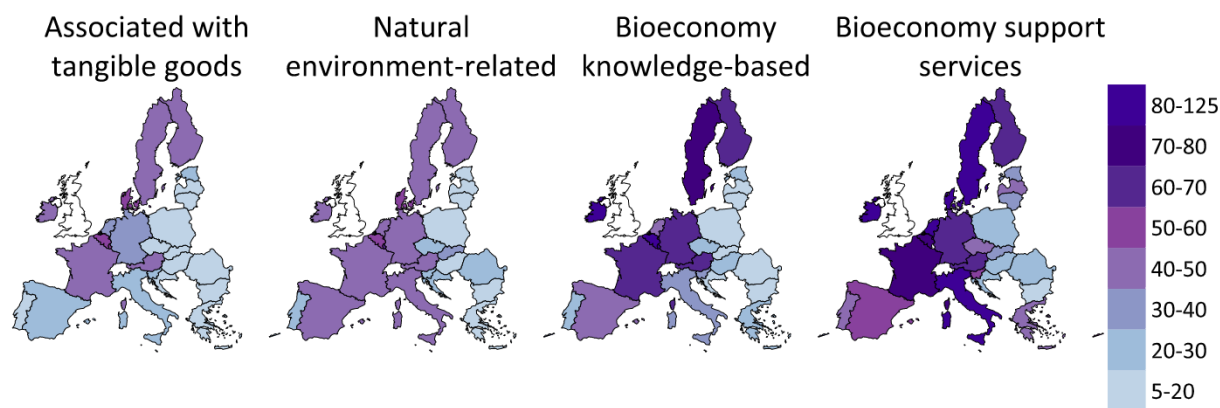 Associated with
tangible goods
Natural
environment-related
Bioeconomy
knowledge-based
Bioeconomy support
services
80-125
70-80
60-70
50-60
40-50
30-40
20-30
5-20